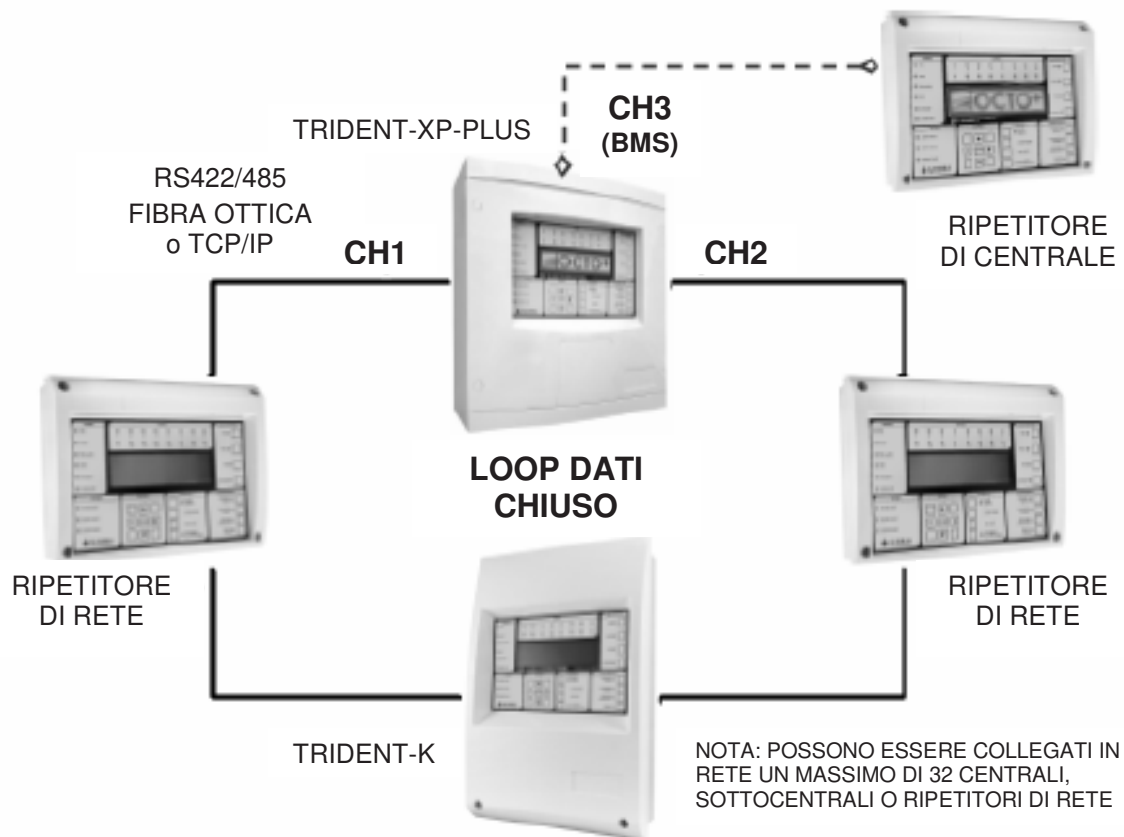 TRIDENT-XP-PLUS
CH3
(BMS)
RS422/485
FIBRA OTTICA
o TCP/IP
CH1
CH2
RIPETITORE
DI CENTRALE
OCTO+
OCTO+
LOOP DATI
CHIUSO
RIPETITORE
DI RETE
RIPETITORE
DI RETE
TRIDENT-K
NOTA: POSSONO ESSERE COLLEGATI IN
RETE UN MASSIMO DI 32 CENTRALI,
SOTTOCENTRALI O RIPETITORI DI RETE